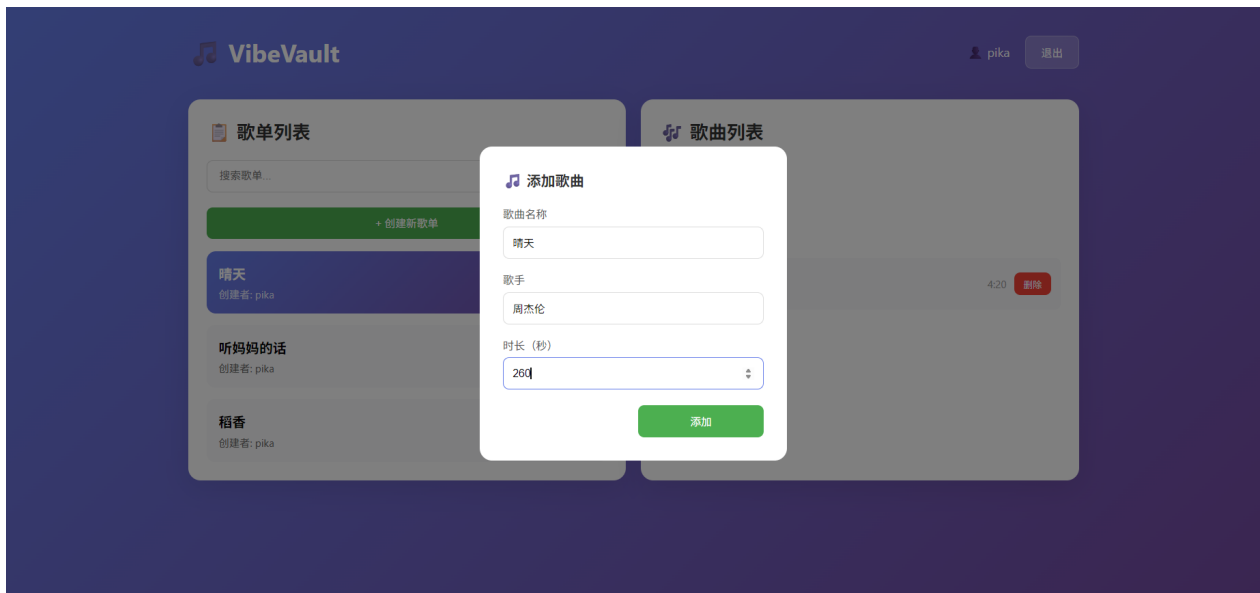 VibeVault
pika
退出
歌单列表
搜索歌单...
+ 创建新歌单
晴天
创建者: pika
听妈妈的话
创建者: pika
稻香
创建者: pika
歌曲列表
4:20
删除
添加歌曲
歌曲名称
晴天
歌手
周杰伦
时长（秒）
260
添加